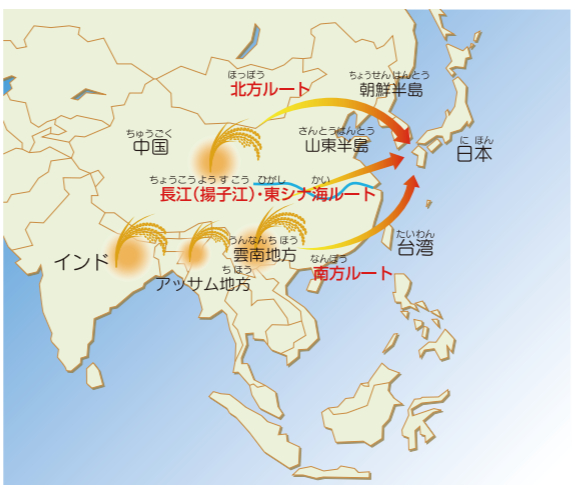 ほっぽう
北方ルート
ちょうせんはんとう
朝鮮半島
ちゅうごく
中国
さんとうはんとう
山東半島
に ほん
日本
ちょうこう ようすこう ひがし かい
長江(揚子江)・東シナ海ルート
うんなん ち ほう
雲南地方
たいわん
台湾
インド
ち ほう
アッサム地方
なんぽう
南方ルート